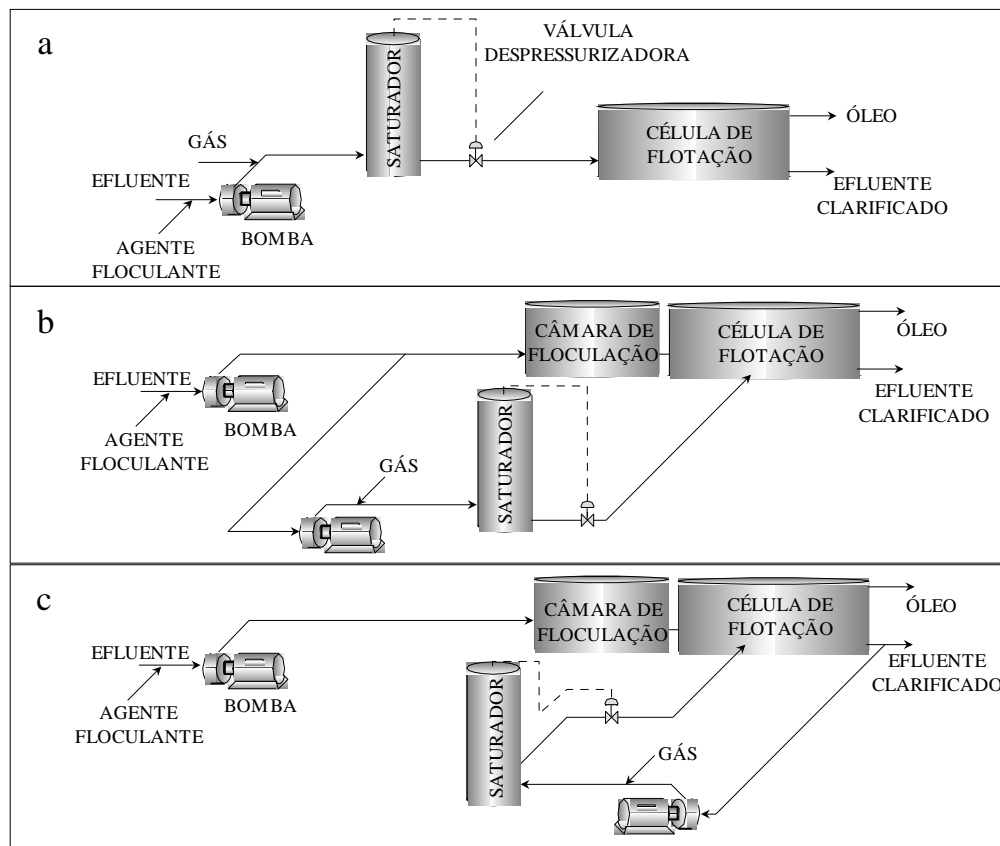 a
VÁLVULA
DESPRESSURIZADORA
SATURADOR
GÁS
EFLUENTE
BOMBA
AGENTE
FLOCULANTE
CÉLULA DE
FLOTAÇÃO
ÓLEO
EFLUENTE
CLARIFICADO
b
EFLUENTE
AGENTE
FLOCULANTE
BOMBA
GÁS
SATURADOR
CÂMARA DE
FLOCULAÇÃO
CÉLULA DE
FLOTAÇÃO
ÓLEO
EFLUENTE
CLARIFICADO
c
EFLUENTE
AGENTE
FLOCULANTE
BOMBA
SATURADOR
CÂMARA DE
FLOCULAÇÃO
CÉLULA DE
FLOTAÇÃO
ÓLEO
EFLUENTE
CLARIFICADO
GÁS